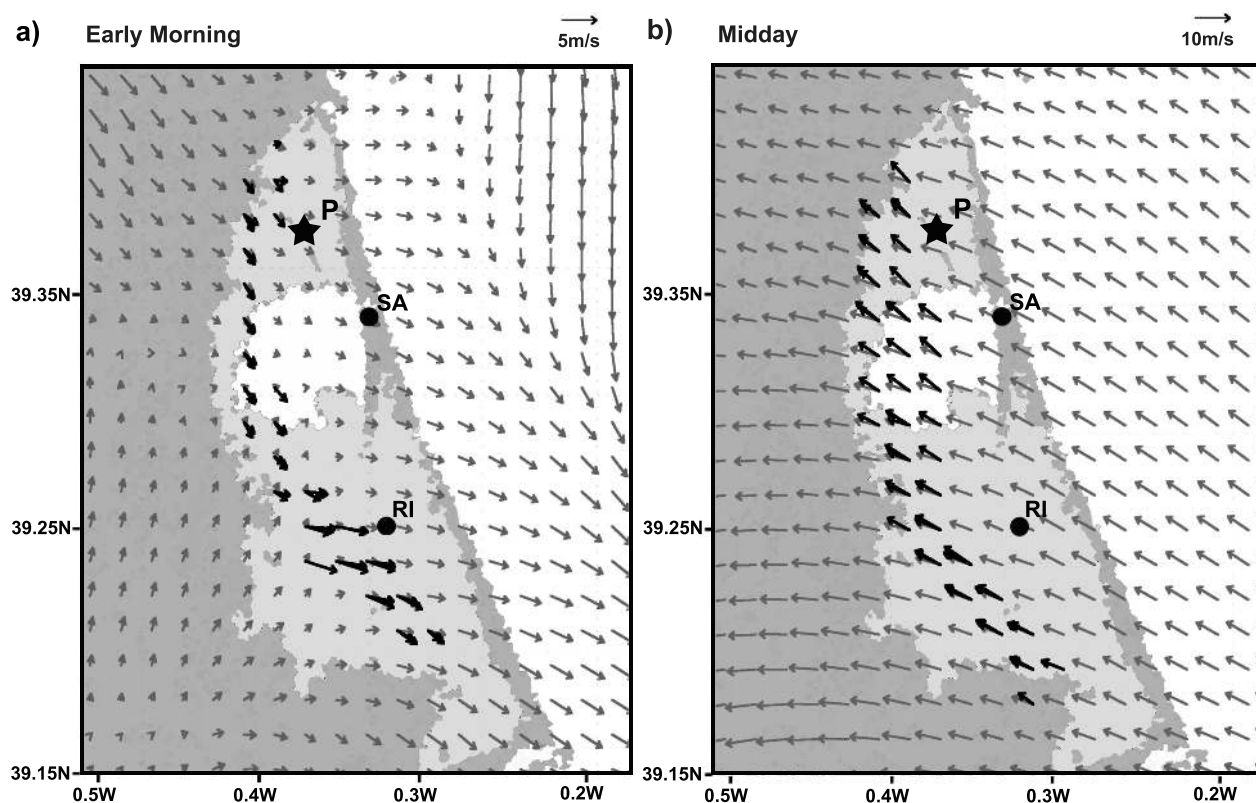 a) Early Morning 5m/s
b) Midday 10m/s
P
SA
RI
39.35N
39.25N
39.15N
0.5W 0.4W 0.3W 0.2W
P
SA
RI
39.35N
39.25N
39.15N
0.5W 0.4W 0.3W 0.2W